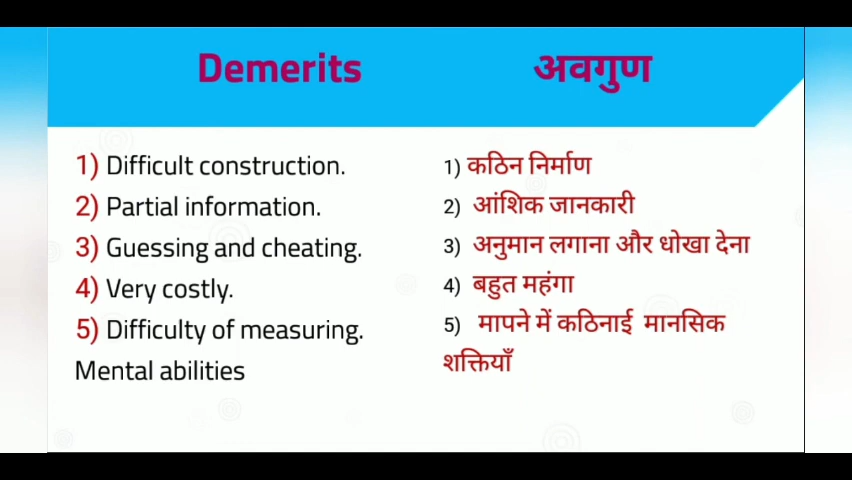 Demerits
अवगुण
1) Difficult construction.
2) Partial information.
3) Guessing and cheating.
4) Very costly.
5) Difficulty of measuring.
Mental abilities
1) कठिन निर्माण
2) आंशिक जानकारी
3) अनुमान लगाना और धोखा देना
4) बहुत महंगा
5) मापने में कठिनाई मानसिक
शक्तियाँ